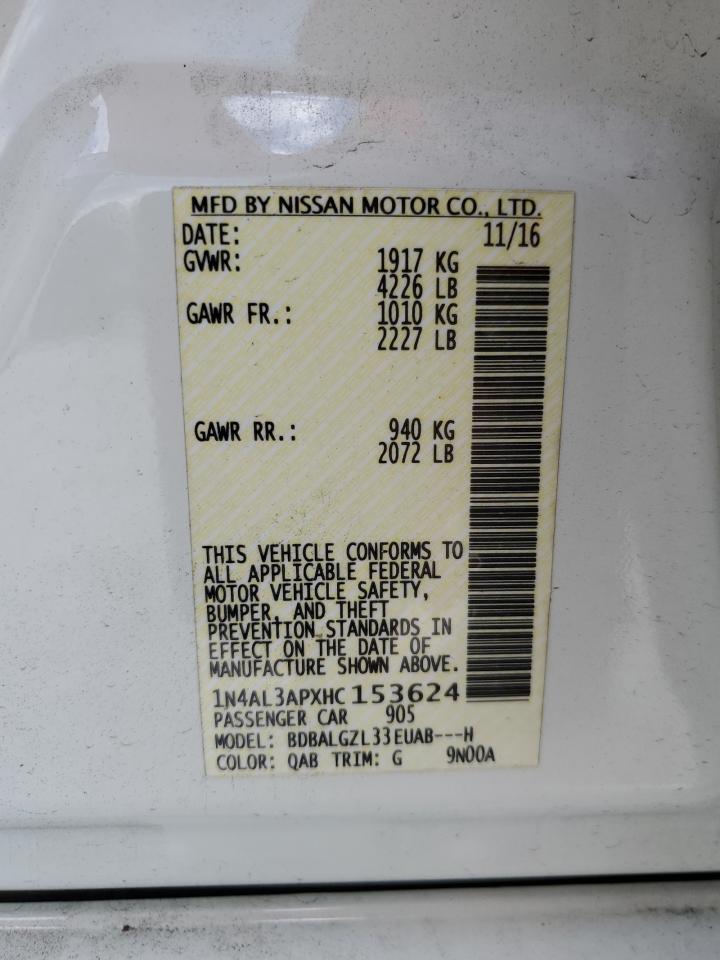 MFD BY NISSAN MOTOR CO., LTD.
DATE: 11/16
GVWR: 1917 KG
4226 LB
GAWR FR.: 1010 KG
2227 LB
GAWR RR.: 940 KG
2072 LB
THIS VEHICLE CONFORMS TO
ALL APPLICABLE FEDERAL
MOTOR VEHICLE SAFETY,
BUMPER, AND THEFT
PREVENTION STANDARDS IN
EFFECT ON THE DATE OF
MANUFACTURE SHOWN ABOVE.
1N4AL3APXHC153624
PASSENGER CAR 905
MODEL: BDBALGZL33EUAB---H
COLOR: QAB TRIM: G 9N00A